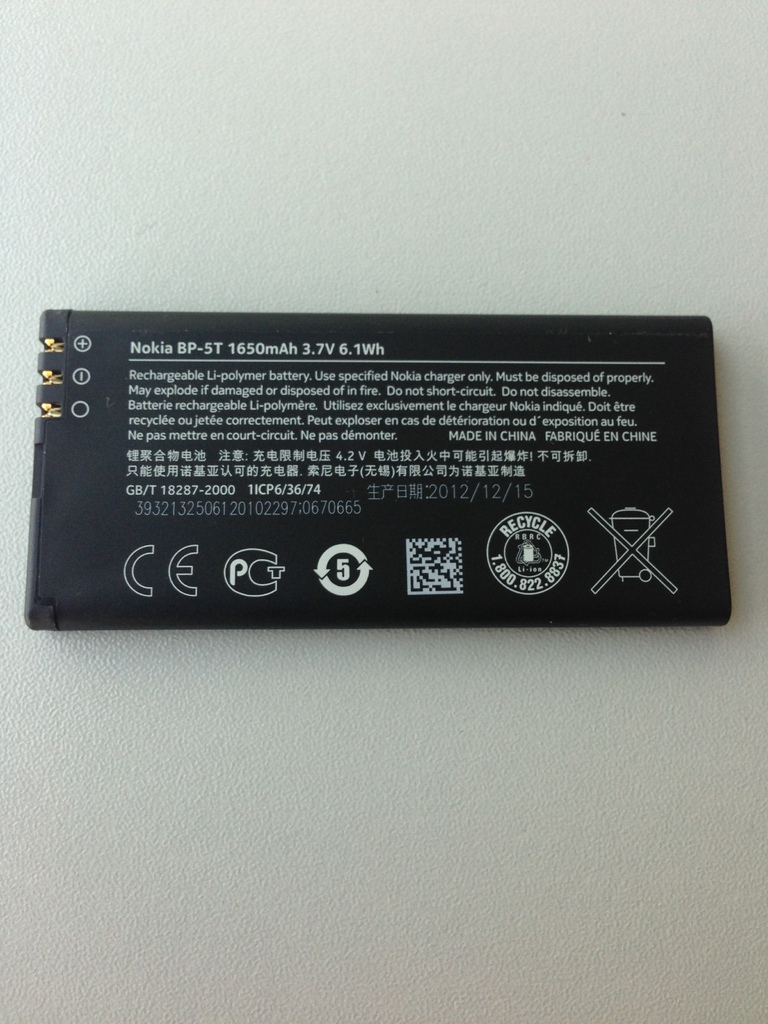 Nokia BP-5T 1650mAh 3.7V 6.1Wh
Rechargeable Li-polymer battery. Use specified Nokia charger only. Must be disposed of properly.
May explode if damaged or disposed of in fire. Do not short-circuit. Do not disassemble.
Batterie rechargeable Li-polymère. Utilizez exclusivement le chargeur Nokia indiqué. Doit être
recyclée ou jetée correctement. Peut exploser en cas de détérioration ou d´exposition au feu.
Ne pas mettre en court-circuit. Ne pas démonter. MADE IN CHINA FABRIQUÉ EN CHINE
锂聚合物电池 注意: 充电限制电压 4.2 V 电池投入火中可能引起爆炸! 不可拆卸.
只能使用诺基亚认可的充电器. 索尼电子(无锡)有限公司为诺基亚制造
GB/T 18287-2000 1ICP6/36/74 生产日期:2012/12/15
3932132506120102297;0670665
CE PCT 5 RECYCLE
RBRC
Li-ion
1.800.822.8837